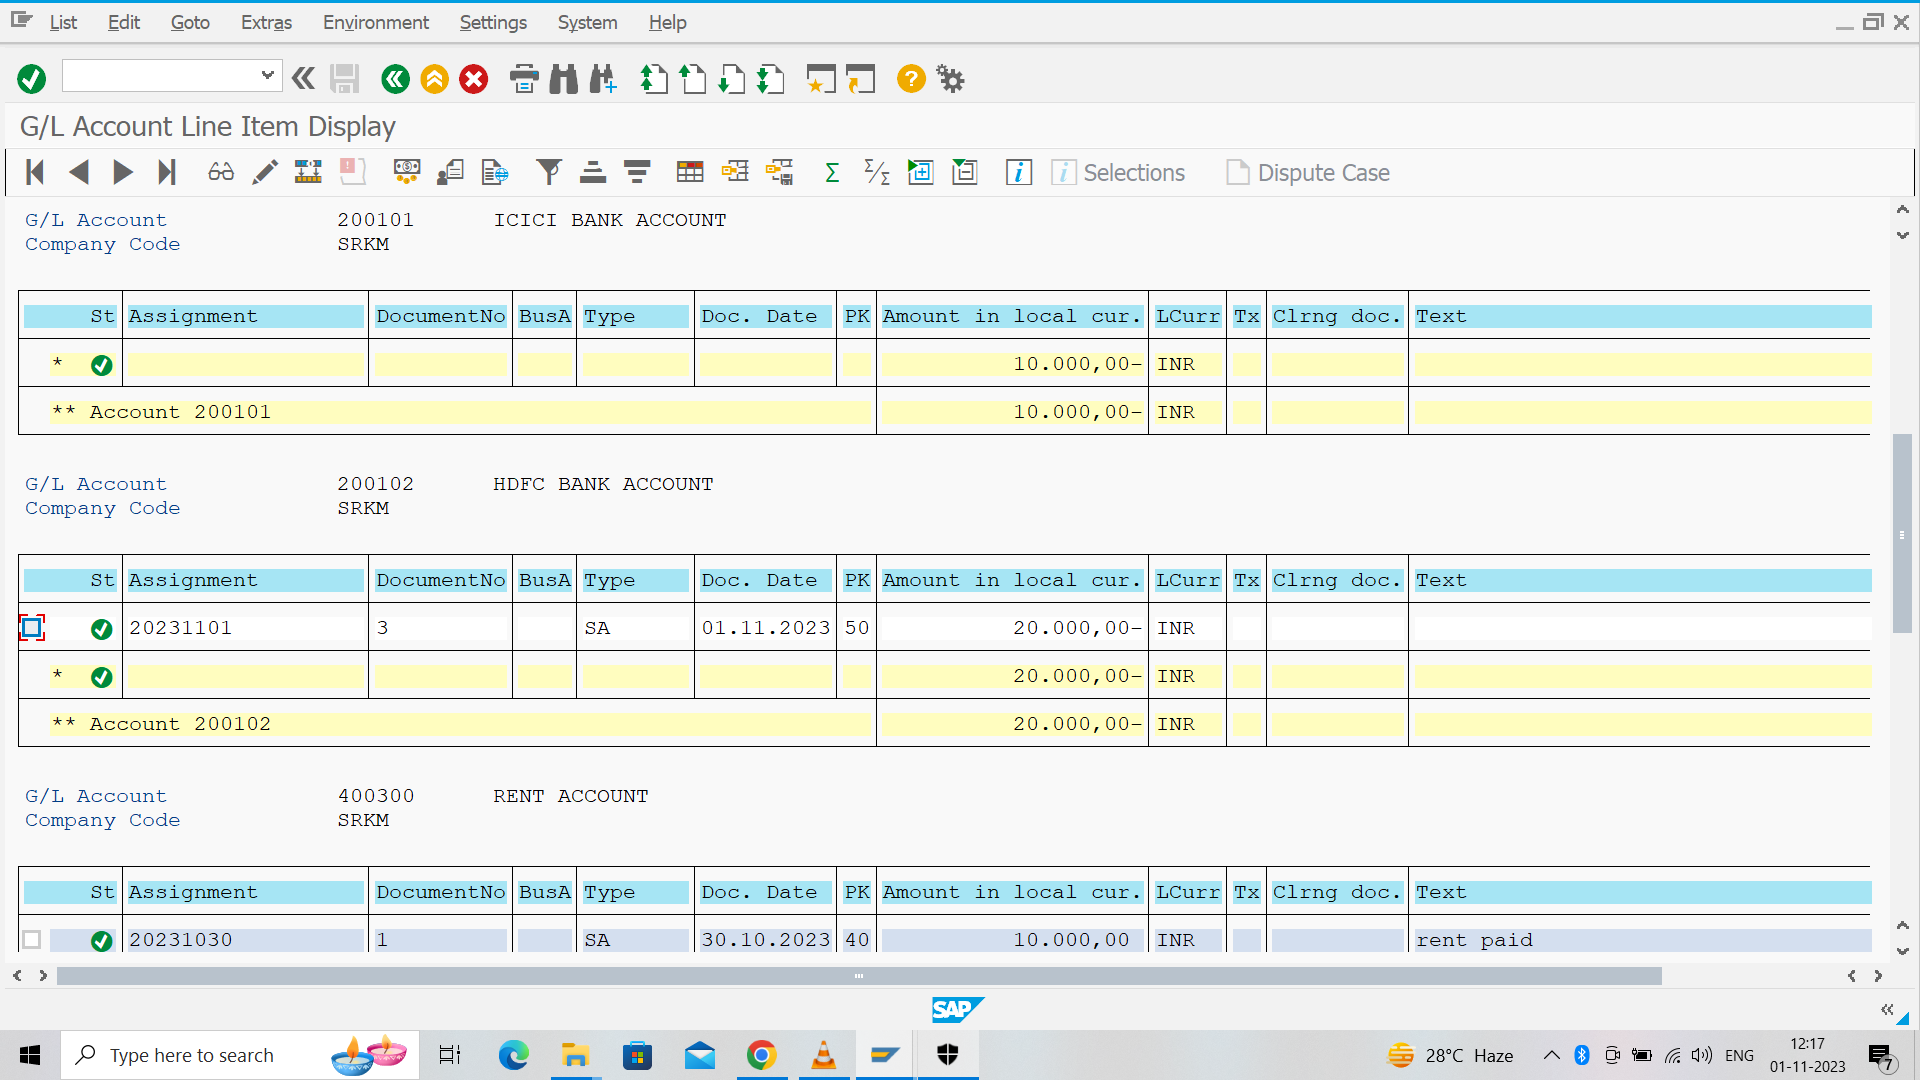 List Edit Goto Extras Environment Settings System Help
G/L Account Line Item Display
Selections Dispute Case
G/L Account 200101 ICICI BANK ACCOUNT
Company Code SRKM
St Assignment DocumentNo BusA Type Doc. Date PK Amount in local cur. LCurr Tx Clrng doc. Text
* 10.000,00- INR
** Account 200101 10.000,00- INR
G/L Account 200102 HDFC BANK ACCOUNT
Company Code SRKM
St Assignment DocumentNo BusA Type Doc. Date PK Amount in local cur. LCurr Tx Clrng doc. Text
20231101 3 SA 01.11.2023 50 20.000,00- INR
* 20.000,00- INR
** Account 200102 20.000,00- INR
G/L Account 400300 RENT ACCOUNT
Company Code SRKM
St Assignment DocumentNo BusA Type Doc. Date PK Amount in local cur. LCurr Tx Clrng doc. Text
20231030 1 SA 30.10.2023 40 10.000,00 INR rent paid
SAP
Type here to search 28°C Haze ENG 12:17
01-11-2023 7